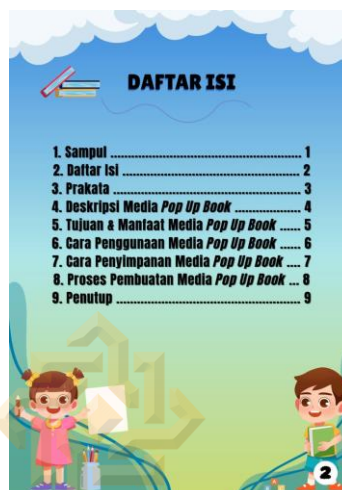 DAFTAR ISI
1. Sampul ........................................................ 1
2. Daftar Isi .................................................... 2
3. Prakata ....................................................... 3
4. Deskripsi Media Pop Up Book ................... 4
5. Tujuan & Manfaat Media Pop Up Book ...... 5
6. Cara Penggunaan Media Pop Up Book ...... 6
7. Cara Penyimpanan Media Pop Up Book .... 7
8. Proses Pembuatan Media Pop Up Book ... 8
9. Penutup ...................................................... 9
2